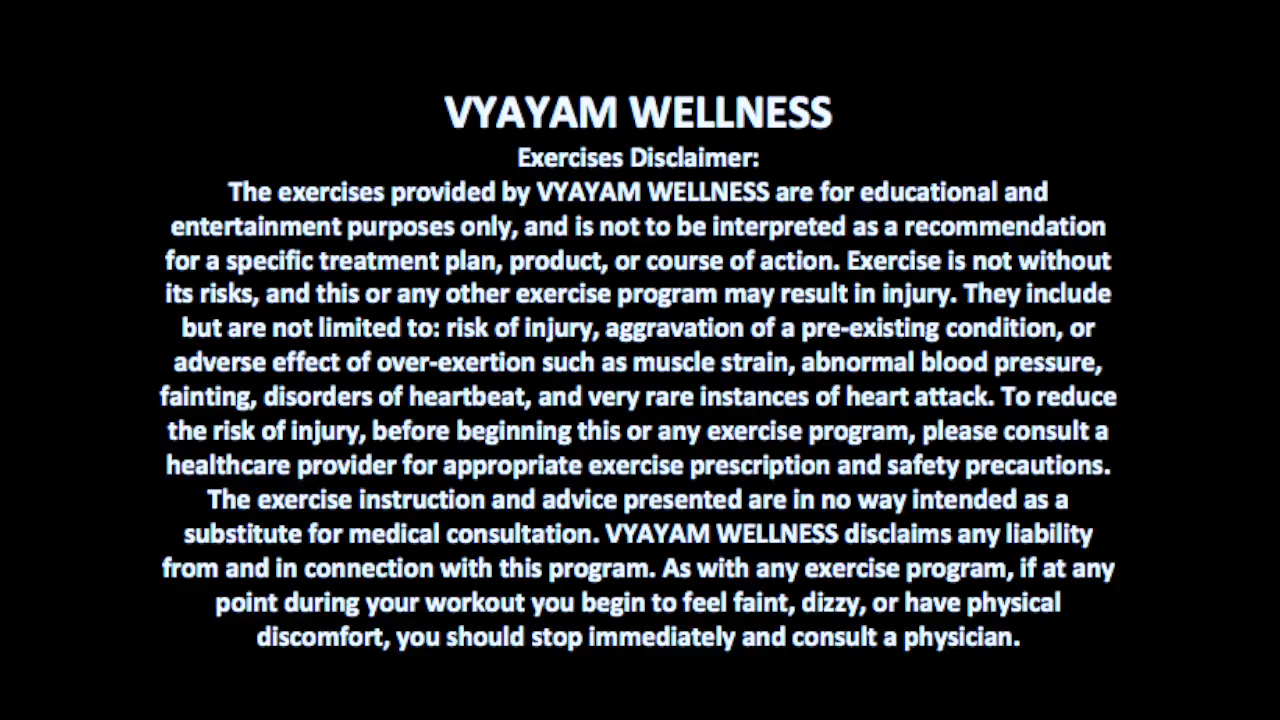 VYAYAM WELLNESS
Exercises Disclaimer:
The exercises provided by VYAYAM WELLNESS are for educational and
entertainment purposes only, and is not to be interpreted as a recommendation
for a specific treatment plan, product, or course of action. Exercise is not without
its risks, and this or any other exercise program may result in injury. They include
but are not limited to: risk of injury, aggravation of a pre-existing condition, or
adverse effect of over-exertion such as muscle strain, abnormal blood pressure,
fainting, disorders of heartbeat, and very rare instances of heart attack. To reduce
the risk of injury, before beginning this or any exercise program, please consult a
healthcare provider for appropriate exercise prescription and safety precautions.
The exercise instruction and advice presented are in no way intended as a
substitute for medical consultation. VYAYAM WELLNESS disclaims any liability
from and in connection with this program. As with any exercise program, if at any
point during your workout you begin to feel faint, dizzy, or have physical
discomfort, you should stop immediately and consult a physician.